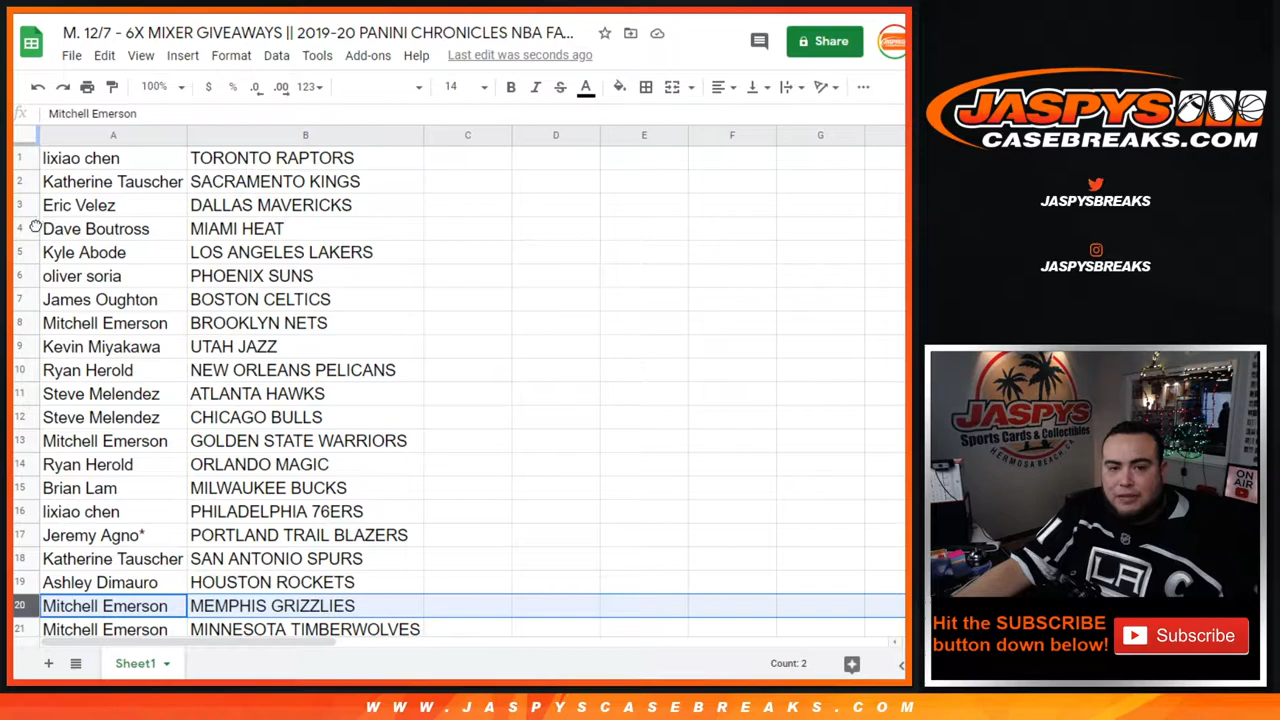 M. 12/7 - 6X MIXER GIVEAWAYS || 2019-20 PANINI CHRONICLES NBA FA...
File Edit View Insert Format Data Tools Add-ons Help Last edit was seconds ago
Share
100% $ % .0 .00 123 14 B I S A
fx Mitchell Emerson
A B C D E F G
1 lixiao chen TORONTO RAPTORS
2 Katherine Tauscher SACRAMENTO KINGS
3 Eric Velez DALLAS MAVERICKS
4 Dave Boutross MIAMI HEAT
5 Kyle Abode LOS ANGELES LAKERS
6 oliver soria PHOENIX SUNS
7 James Oughton BOSTON CELTICS
8 Mitchell Emerson BROOKLYN NETS
9 Kevin Miyakawa UTAH JAZZ
10 Ryan Herold NEW ORLEANS PELICANS
11 Steve Melendez ATLANTA HAWKS
12 Steve Melendez CHICAGO BULLS
13 Mitchell Emerson GOLDEN STATE WARRIORS
14 Ryan Herold ORLANDO MAGIC
15 Brian Lam MILWAUKEE BUCKS
16 lixiao chen PHILADELPHIA 76ERS
17 Jeremy Agno* PORTLAND TRAIL BLAZERS
18 Katherine Tauscher SAN ANTONIO SPURS
19 Ashley Dimauro HOUSTON ROCKETS
20 Mitchell Emerson MEMPHIS GRIZZLIES
21 Mitchell Emerson MINNESOTA TIMBERWOLVES
Sheet1
Count: 2
JASPYS
CASEBREAKS.COM
JASPYSBREAKS
JASPYSBREAKS
JASPYS
Sports Cards & Collectibles
HERMOSA BEACH CA
ON
AIR
LA
C
Hit the SUBSCRIBE
button down below!
Subscribe
WWW.JASPYSCASEBREAKS.COM